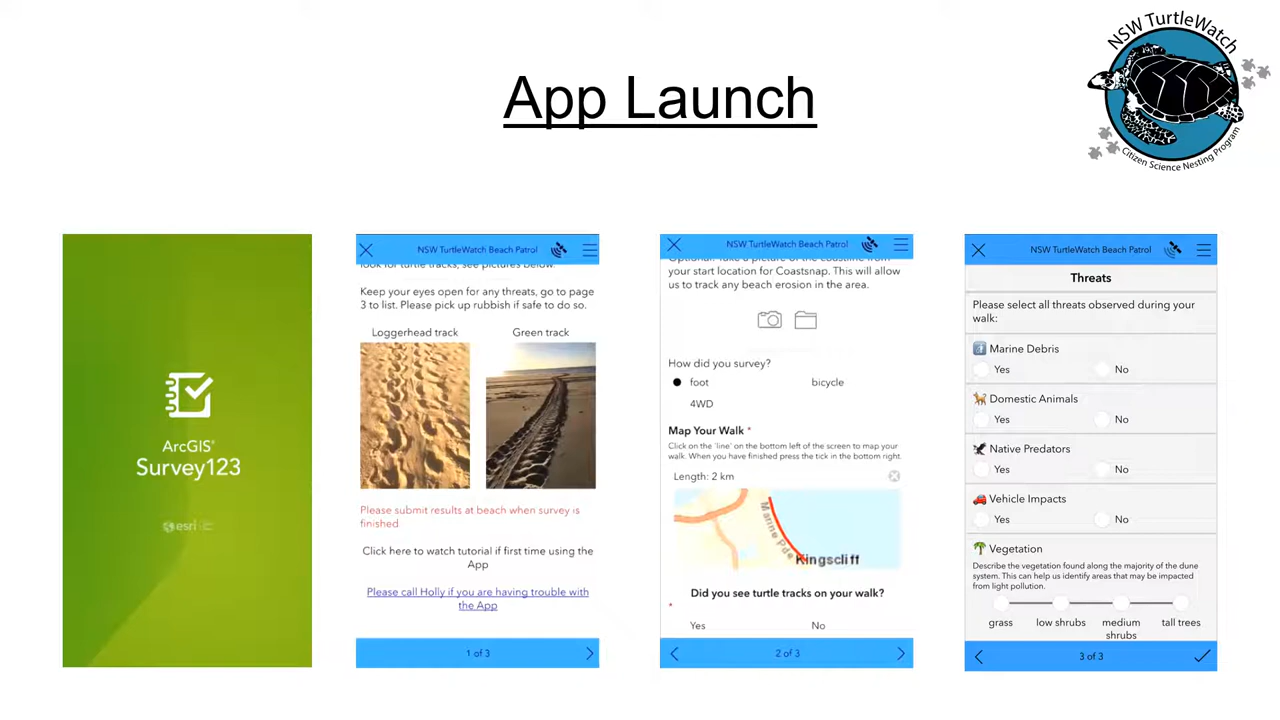 App Launch
NSW TurtleWatch
Citizen Science Nesting Program
ArcGIS®
Survey123
esri
NSW TurtleWatch Beach Patrol
look for turtle tracks, see pictures below.
Keep your eyes open for any threats, go to page
3 to list. Please pick up rubbish if safe to do so.
Loggerhead track
Green track
Please submit results at beach when survey is
finished
Click here to watch tutorial if first time using the
App
Please call Holly if you are having trouble with
the App
1 of 3
NSW TurtleWatch Beach Patrol
Optional: Take a picture of the coastline from
your start location for Coastsnap. This will allow
us to track any beach erosion in the area.
How did you survey?
foot
bicycle
4WD
Map Your Walk *
Click on the 'line' on the bottom left of the screen to map your
walk. When you have finished press the tick in the bottom right.
Length: 2 km
Marine Pde
Kingscliff
Did you see turtle tracks on your walk?
*
Yes
No
2 of 3
NSW TurtleWatch Beach Patrol
Threats
Please select all threats observed during your
walk:
Marine Debris
Yes
No
Domestic Animals
Yes
No
Native Predators
Yes
No
Vehicle Impacts
Yes
No
Vegetation
Describe the vegetation found along the majority of the dune
system. This can help us identify areas that may be impacted
from light pollution.
grass
low shrubs
medium
shrubs
tall trees
3 of 3